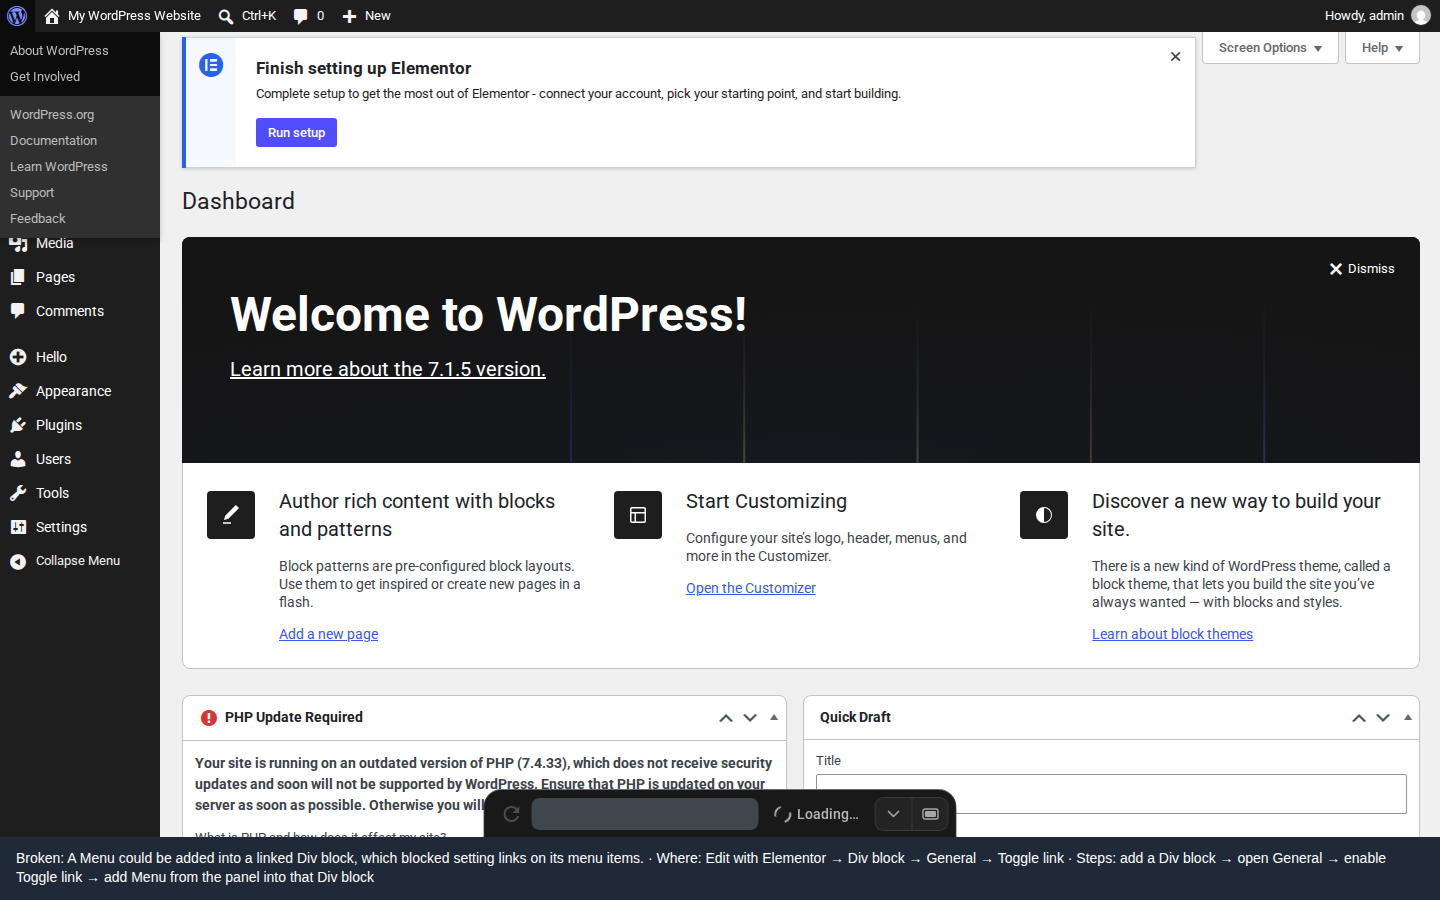 My WordPress Website Ctrl+K 0 New Howdy, admin
About WordPress
Get Involved
WordPress.org
Documentation
Learn WordPress
Support
Feedback
Media
Pages
Comments
Hello
Appearance
Plugins
Users
Tools
Settings
Collapse Menu
Screen Options Help
Finish setting up Elementor
Complete setup to get the most out of Elementor - connect your account, pick your starting point, and start building.
Run setup
Dashboard
Dismiss
Welcome to WordPress!
Learn more about the 7.1.5 version.
Author rich content with blocks
and patterns
Block patterns are pre-configured block layouts.
Use them to get inspired or create new pages in a
flash.
Add a new page
Start Customizing
Configure your site's logo, header, menus, and
more in the Customizer.
Open the Customizer
Discover a new way to build your
site.
There is a new kind of WordPress theme, called a
block theme, that lets you build the site you've
always wanted — with blocks and styles.
Learn about block themes
PHP Update Required
Your site is running on an outdated version of PHP (7.4.33), which does not receive security
updates and soon will not be supported by WordPress. Ensure that PHP is updated on your
server as soon as possible. Otherwise you will
What is PHP and how does it affect my site?
Quick Draft
Title
Loading...
Broken: A Menu could be added into a linked Div block, which blocked setting links on its menu items. · Where: Edit with Elementor → Div block → General → Toggle link · Steps: add a Div block → open General → enable
Toggle link → add Menu from the panel into that Div block